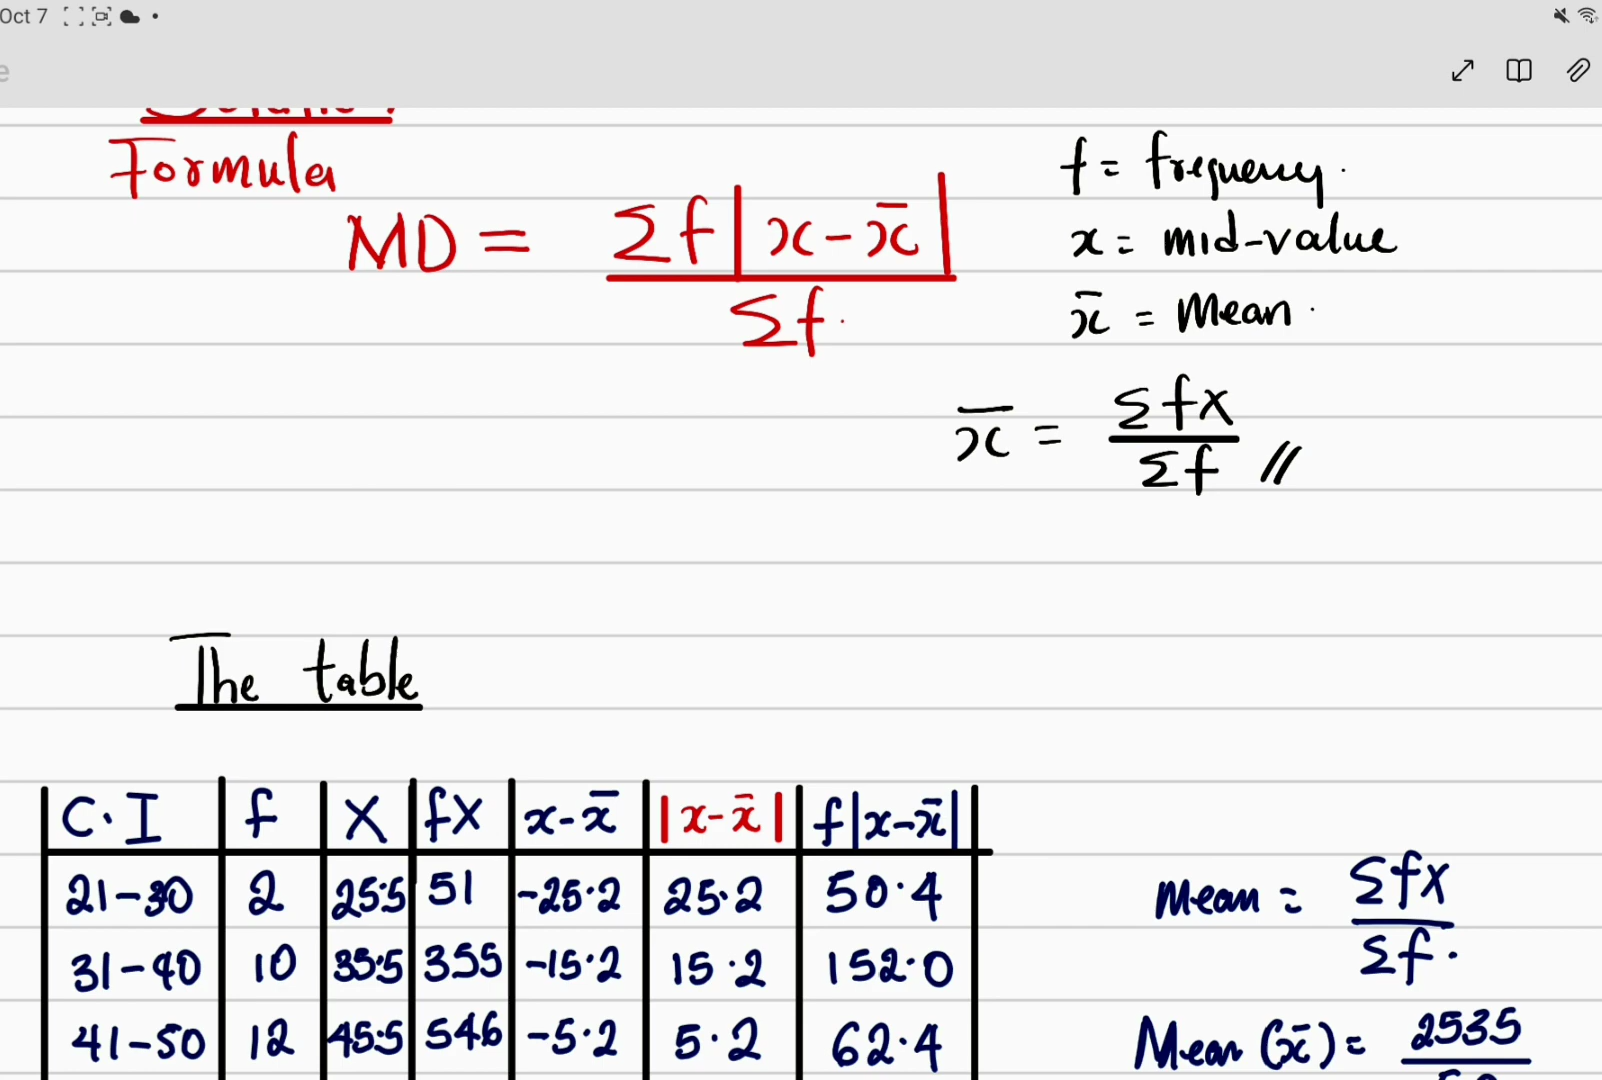 Oct 7
e
Formula
MD = Σf|x-x̄|
Σf.
f = frequency.
x = mid-value
x̄ = Mean.
x̄ = ΣfX
Σf //
The table
C.I f X fX x-x̄ |x-x̄| f|x-x̄|
21-30 2 25.5 51 -25.2 25.2 50.4
31-40 10 35.5 355 -15.2 15.2 152.0
41-50 12 45.5 546 -5.2 5.2 62.4
Mean = ΣfX
Σf.
Mean (x̄) = 2535